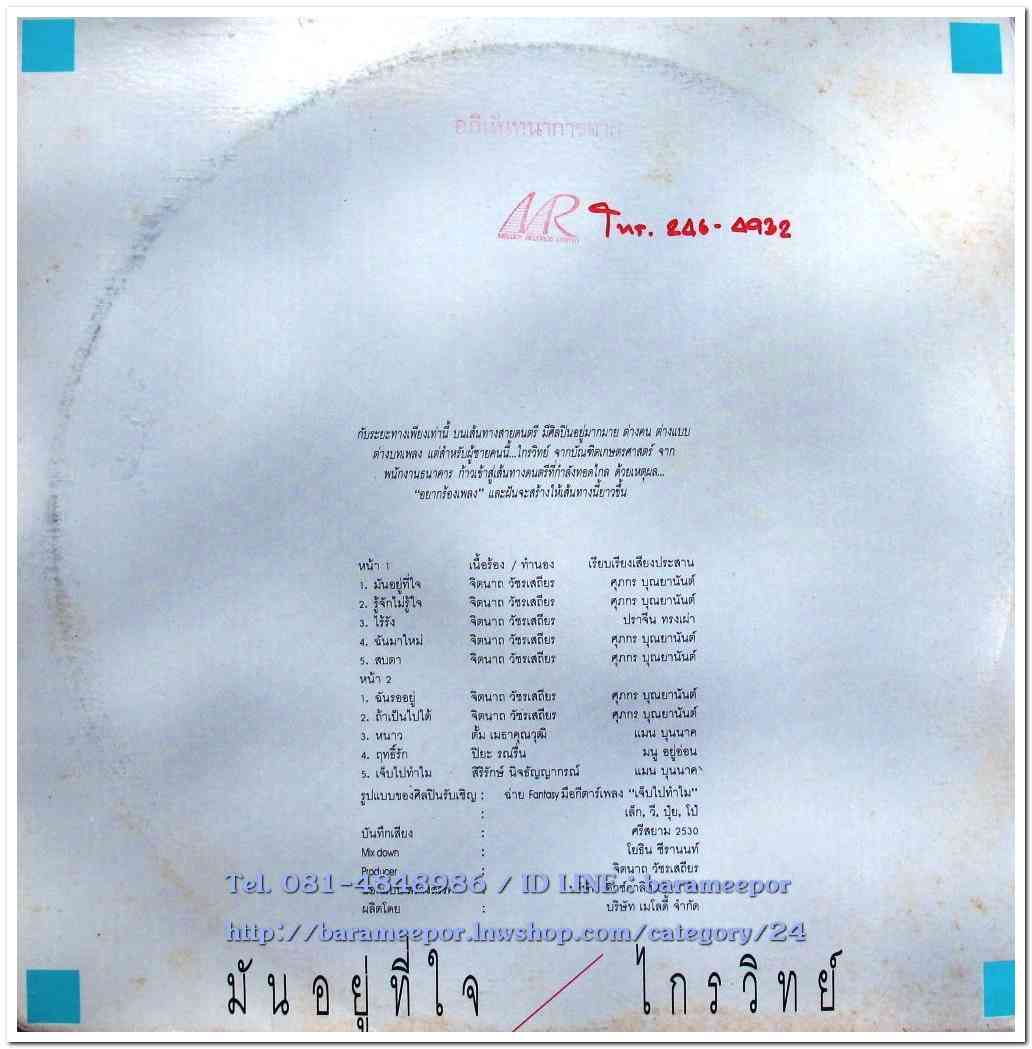 อภินันทนาการจาก
MR โทร. 246-4932
MELODY RECORDS LIMITED
กับระยะทางเพียงเท่านี้ บนเส้นทางสายดนตรี มีศิลปินอยู่มากมาย ต่างคน ต่างแบบ
ต่างบทเพลง แต่สำหรับผู้ชายคนนี้...ไกรวิทย์ จากบัณฑิตเกษตรศาสตร์ จาก
พนักงานธนาคาร ก้าวเข้าสู่เส้นทางดนตรีที่กำลังทอดไกล ด้วยเหตุผล...
“อยากร้องเพลง” และฝันจะสร้างให้เส้นทางนี้ยาวขึ้น
หน้า 1 เนื้อร้อง / ทำนอง เรียบเรียงเสียงประสาน
1. มันอยู่ที่ใจ จิตนาถ วัชรเสถียร ศุภกร บุณยานันต์
2. รู้จักไม่รู้ใจ จิตนาถ วัชรเสถียร ศุภกร บุณยานันต์
3. ไร้รัง จิตนาถ วัชรเสถียร ปราจีน ทรงเผ่า
4. ฉันมาใหม่ จิตนาถ วัชรเสถียร ศุภกร บุณยานันต์
5. สบตา จิตนาถ วัชรเสถียร ศุภกร บุณยานันต์
หน้า 2
1. ฉันรออยู่ จิตนาถ วัชรเสถียร ศุภกร บุณยานันต์
2. ถ้าเป็นไปได้ จิตนาถ วัชรเสถียร ศุภกร บุณยานันต์
3. หนาว ตั้ม เมธาคุณวุฒิ แมน บุนนาค
4. ฤทธิ์รัก ปิยะ รณรื่น มนู อยู่อ่อน
5. เจ็บไปทำไม สิริรักษ์ นิจธัญญากรณ์ แมน บุนนาค
รูปแบบของศิลปินรับเชิญ : ฉ่าย Fantasy มือกีตาร์เพลง “เจ็บไปทำไม”
: เล็ก, วี, ปุ๋ย, โป้
บันทึกเสียง : ศรีสยาม 2530
Mix down : โยธิน ชีรานนท์
Producer : จิตนาถ วัชรเสถียร
Tel. 081-4848986 / ID LINE : barameepor
ผลิตโดย : บริษัท เมโลดี้ จำกัด
http://barameepor.lnwshop.com/category/24
มันอยู่ที่ใจ / ไกรวิทย์